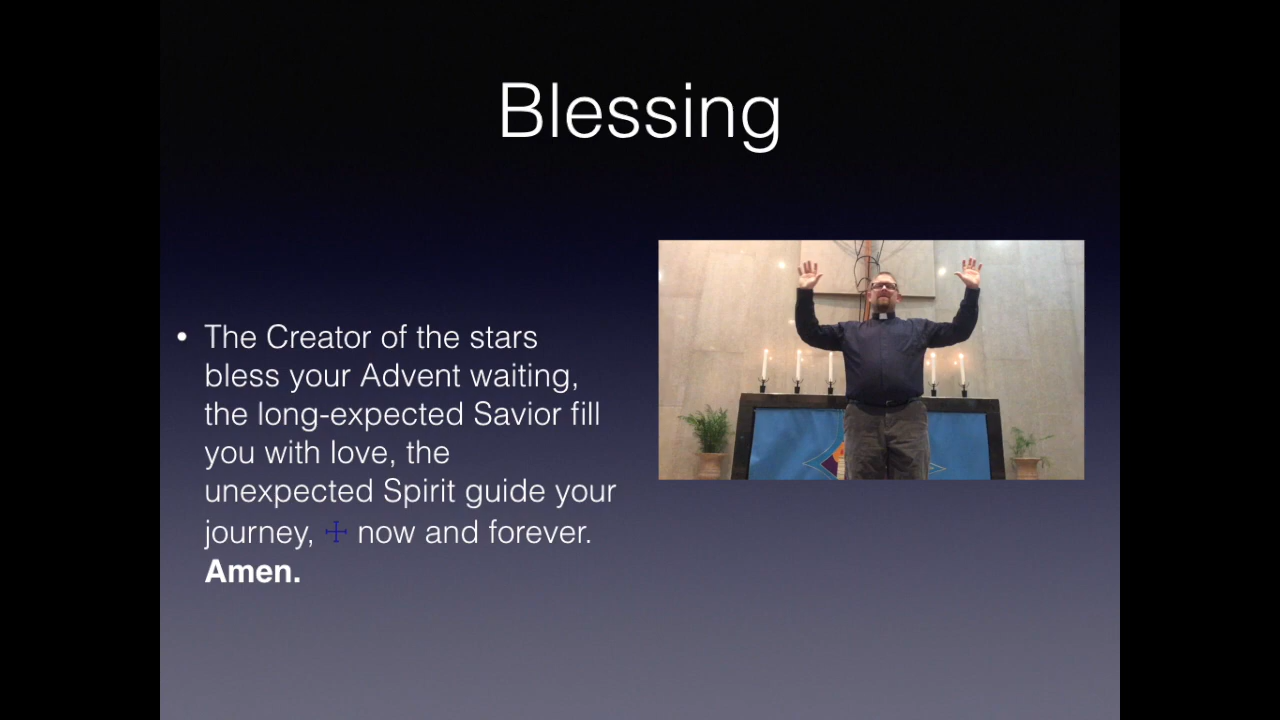 Blessing
• The Creator of the stars
bless your Advent waiting,
the long-expected Savior fill
you with love, the
unexpected Spirit guide your
journey, ☩ now and forever.
Amen.